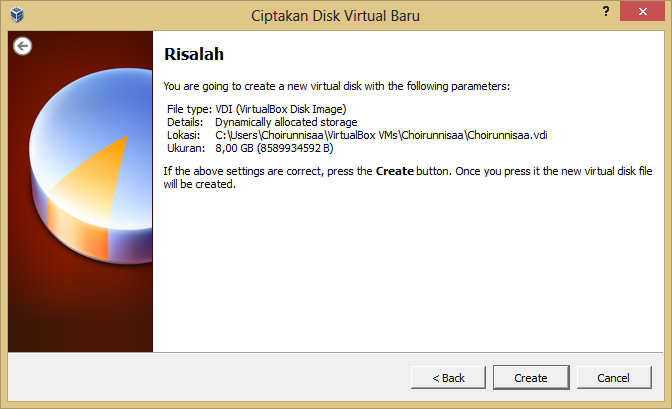 Ciptakan Disk Virtual Baru
?
Risalah
You are going to create a new virtual disk with the following parameters:
File type: VDI (VirtualBox Disk Image)
Details: Dynamically allocated storage
Lokasi: C:\Users\Choirunnisaa\VirtualBox VMs\Choirunnisaa\Choirunnisaa.vdi
Ukuran: 8,00 GB (8589934592 B)
If the above settings are correct, press the Create button. Once you press it the new virtual disk file
will be created.
< Back
Create
Cancel